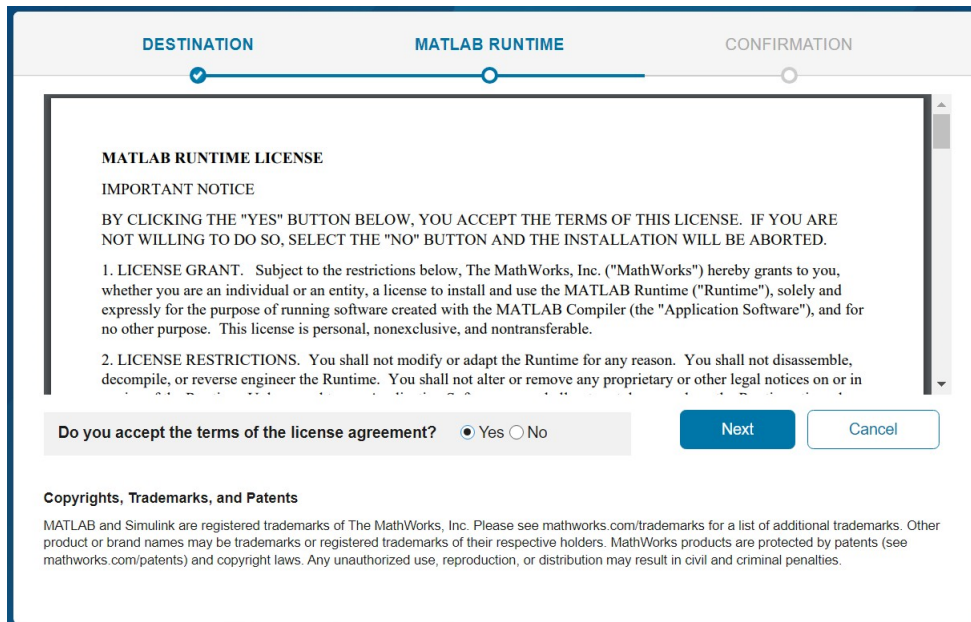 DESTINATION MATLAB RUNTIME CONFIRMATION
MATLAB RUNTIME LICENSE
IMPORTANT NOTICE
BY CLICKING THE "YES" BUTTON BELOW, YOU ACCEPT THE TERMS OF THIS LICENSE. IF YOU ARE
NOT WILLING TO DO SO, SELECT THE "NO" BUTTON AND THE INSTALLATION WILL BE ABORTED.
1. LICENSE GRANT. Subject to the restrictions below, The MathWorks, Inc. ("MathWorks") hereby grants to you,
whether you are an individual or an entity, a license to install and use the MATLAB Runtime ("Runtime"), solely and
expressly for the purpose of running software created with the MATLAB Compiler (the "Application Software"), and for
no other purpose. This license is personal, nonexclusive, and nontransferable.
2. LICENSE RESTRICTIONS. You shall not modify or adapt the Runtime for any reason. You shall not disassemble,
decompile, or reverse engineer the Runtime. You shall not alter or remove any proprietary or other legal notices on or in
Do you accept the terms of the license agreement? Yes No
Next Cancel
Copyrights, Trademarks, and Patents
MATLAB and Simulink are registered trademarks of The MathWorks, Inc. Please see mathworks.com/trademarks for a list of additional trademarks. Other
product or brand names may be trademarks or registered trademarks of their respective holders. MathWorks products are protected by patents (see
mathworks.com/patents) and copyright laws. Any unauthorized use, reproduction, or distribution may result in civil and criminal penalties.